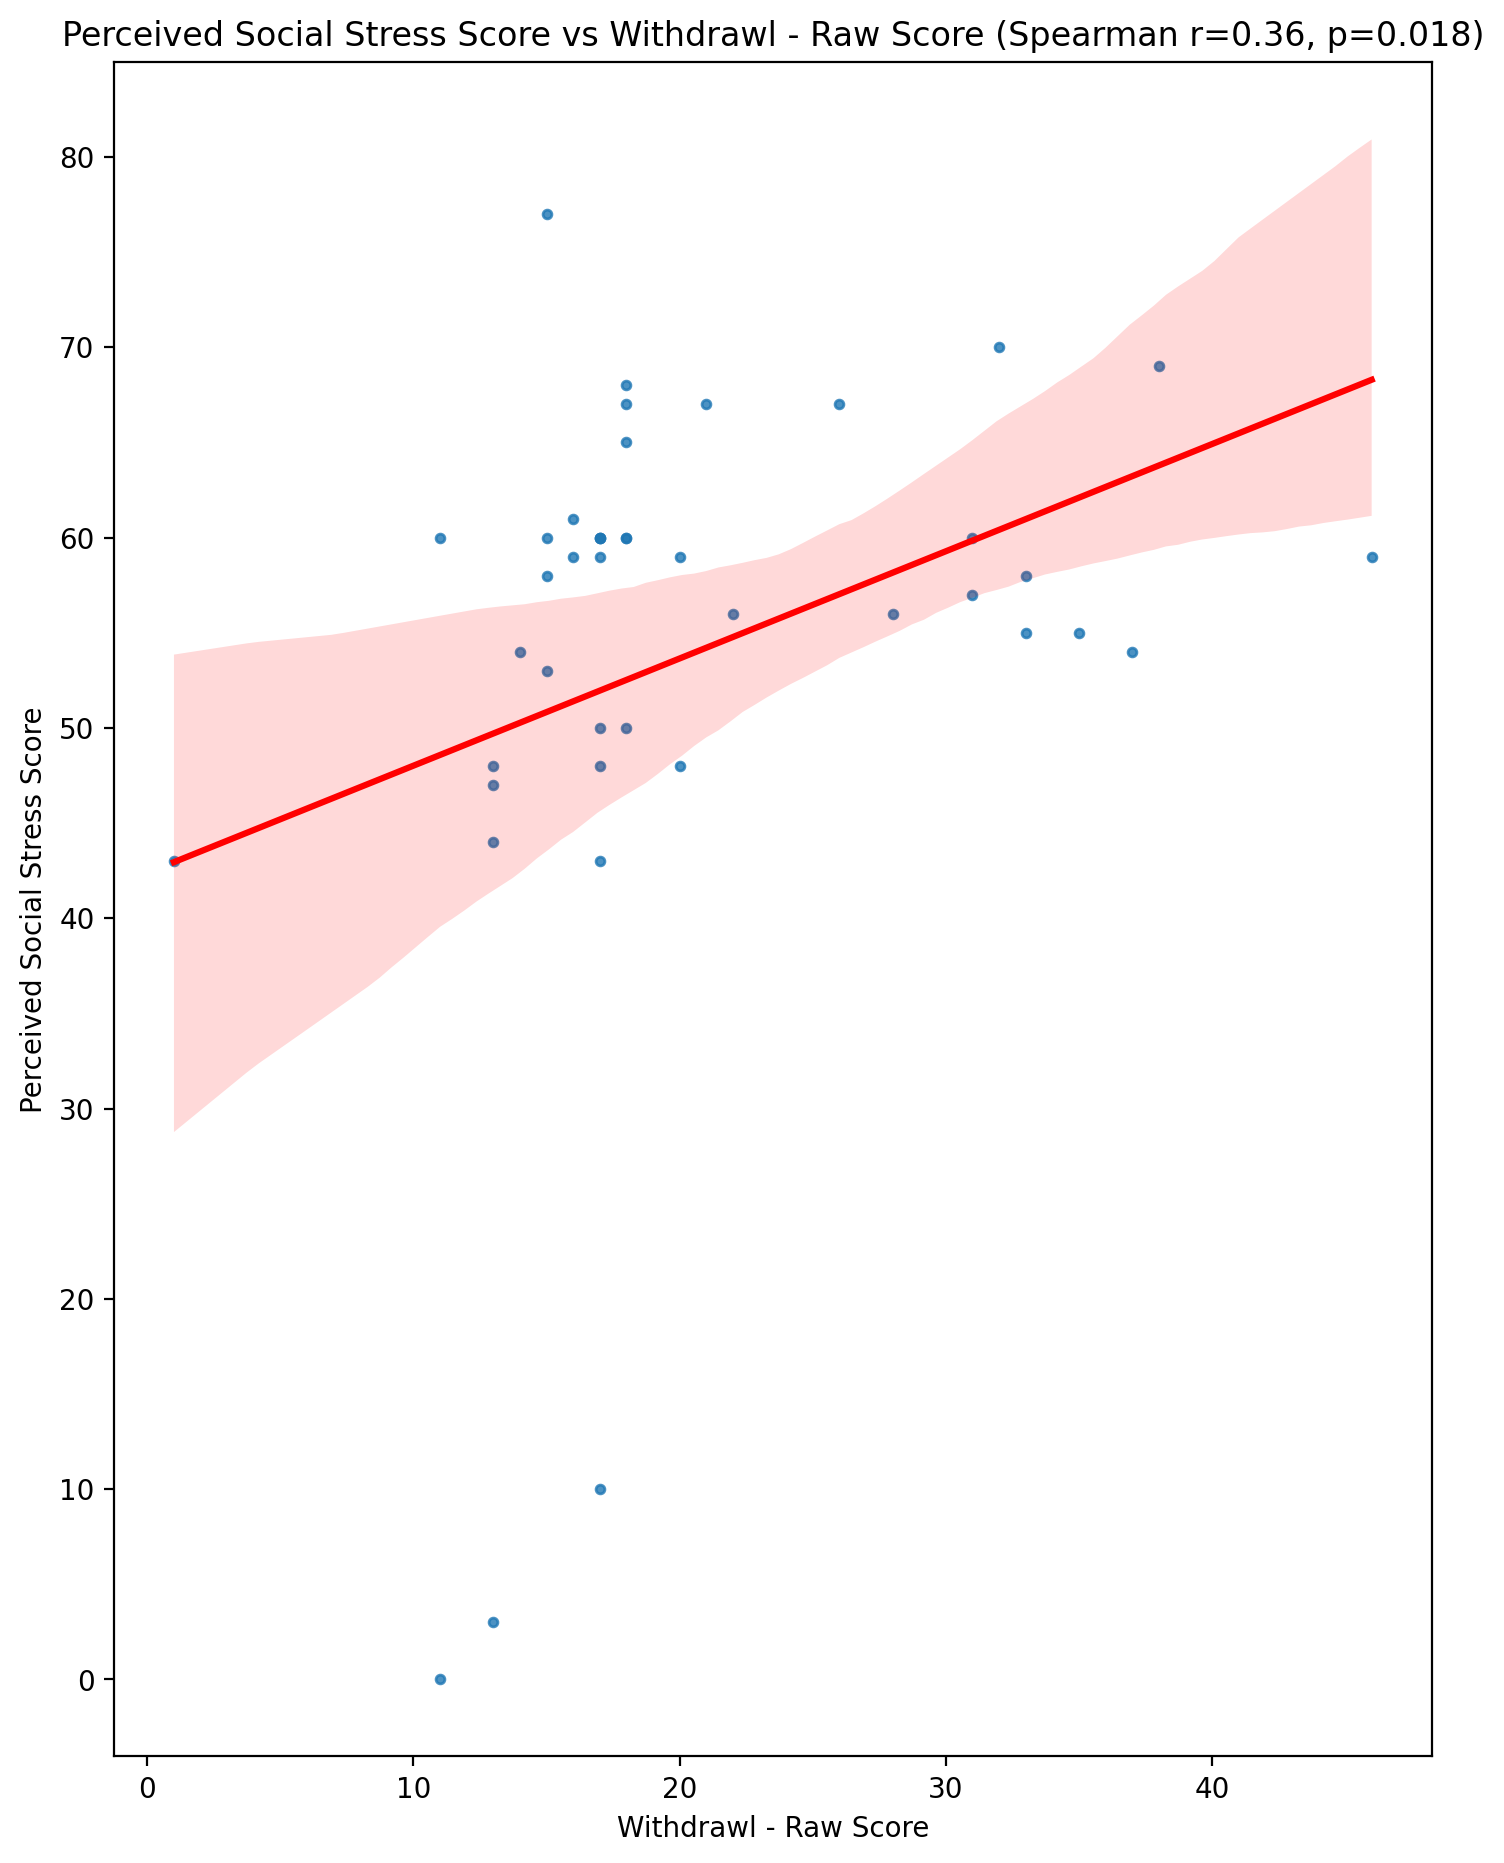 Perceived Social Stress Score vs Withdrawl - Raw Score (Spearman r=0.36, p=0.018)
80
70
60
50
40
30
20
10
0
Perceived Social Stress Score
0 10 20 30 40
Withdrawl - Raw Score